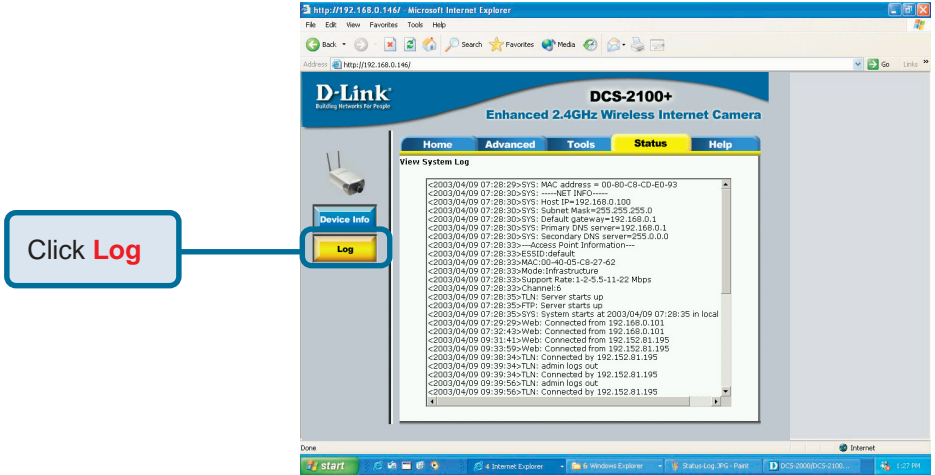 http://192.168.0.146/ - Microsoft Internet Explorer
File Edit View Favorites Tools Help
Back Search Favorites Media
Address http://192.168.0.146/ Go Links »
D-Link
Building Networks for People
DCS-2100+
Enhanced 2.4GHz Wireless Internet Camera
Home Advanced Tools Status Help
View System Log
<2003/04/09 07:28:29>SYS: MAC address = 00-80-C8-CD-E0-93
<2003/04/09 07:28:30>SYS: -----NET INFO-----
<2003/04/09 07:28:30>SYS: Host IP=192.168.0.100
<2003/04/09 07:28:30>SYS: Subnet Mask=255.255.255.0
<2003/04/09 07:28:30>SYS: Default gateway=192.168.0.1
<2003/04/09 07:28:30>SYS: Primary DNS server=192.168.0.1
<2003/04/09 07:28:30>SYS: Secondary DNS server=255.0.0.0
<2003/04/09 07:28:33>---Access Point Information---
<2003/04/09 07:28:33>ESSID:default
<2003/04/09 07:28:33>MAC:00-40-05-C8-27-62
<2003/04/09 07:28:33>Mode:Infrastructure
<2003/04/09 07:28:33>Support Rate:1-2-5.5-11-22 Mbps
<2003/04/09 07:28:33>Channel:6
<2003/04/09 07:28:35>TLN: Server starts up
<2003/04/09 07:28:35>FTP: Server starts up
<2003/04/09 07:28:35>SYS: System starts at 2003/04/09 07:28:35 in local
<2003/04/09 07:29:29>Web: Connected from 192.168.0.101
<2003/04/09 07:32:43>Web: Connected from 192.168.0.101
<2003/04/09 09:31:41>Web: Connected from 192.152.81.195
<2003/04/09 09:33:59>Web: Connected from 192.152.81.195
<2003/04/09 09:38:34>TLN: Connected by 192.152.81.195
<2003/04/09 09:39:34>TLN: admin logs out
<2003/04/09 09:39:34>TLN: Connected by 192.152.81.195
<2003/04/09 09:39:56>TLN: admin logs out
<2003/04/09 09:39:56>TLN: Connected by 192.152.81.195
Device Info
Log
Click Log
Done Internet
start 4 Internet Explorer 6 Windows Explorer Status-Log.JPG - Paint DCS-2000/DCS-2100... 1:27 PM